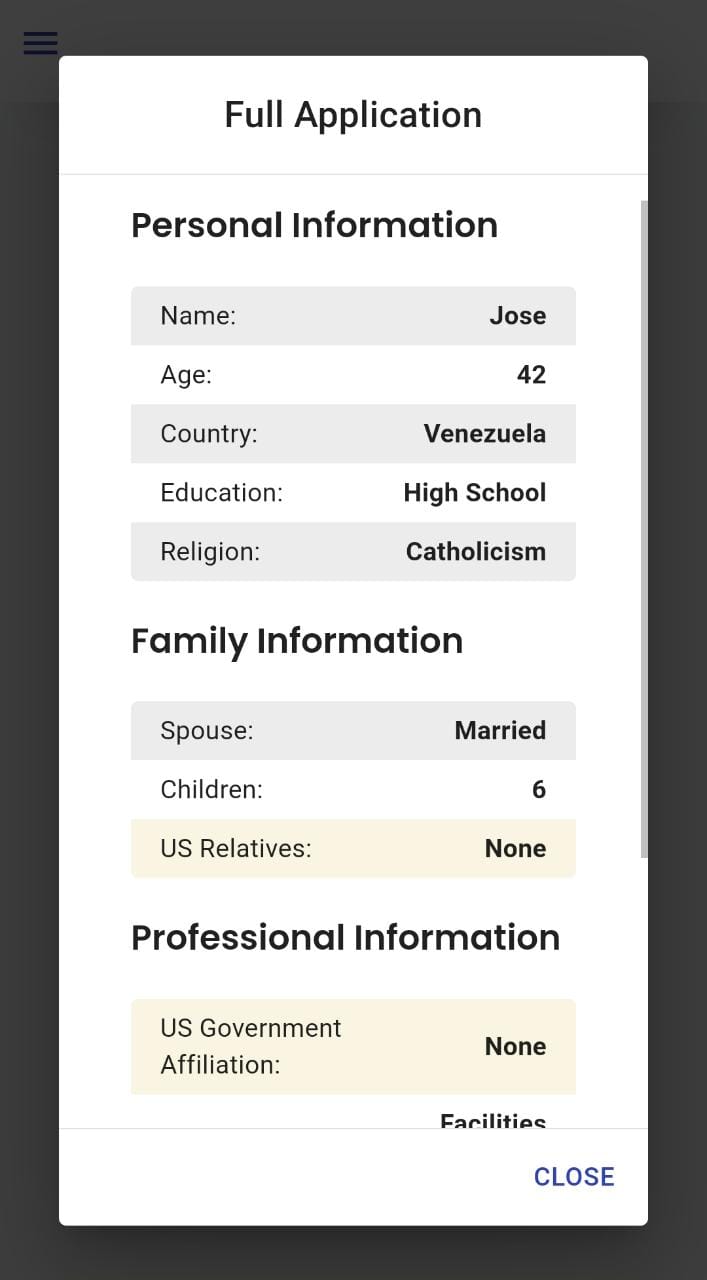 Full Application
Personal Information
Name: Jose
Age: 42
Country: Venezuela
Education: High School
Religion: Catholicism
Family Information
Spouse: Married
Children: 6
US Relatives: None
Professional Information
US Government
Affiliation: None
Facilities
CLOSE